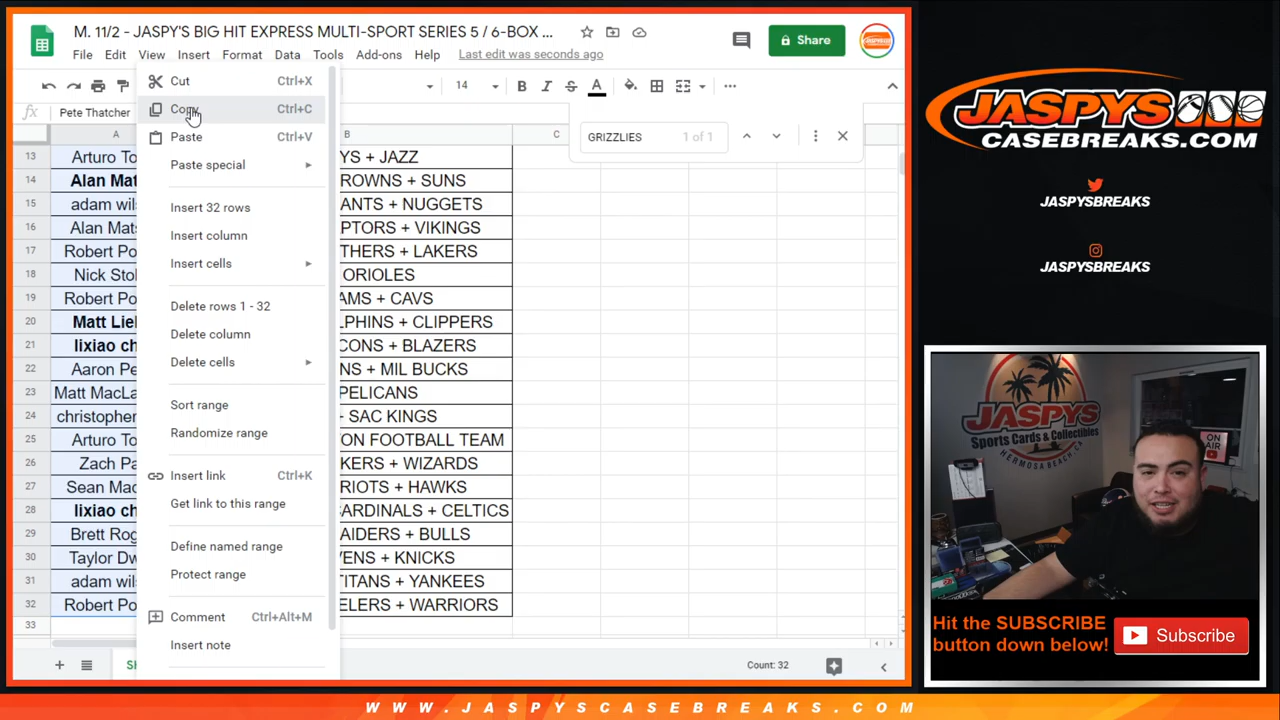 M. 11/2 - JASPY'S BIG HIT EXPRESS MULTI-SPORT SERIES 5 / 6-BOX ...
File Edit View Insert Format Data Tools Add-ons Help Last edit was seconds ago
Share
14 B I S A
fx Pete Thatcher
GRIZZLIES 1 of 1
A B C
13 Arturo To YS + JAZZ
14 Alan Mat ROWNS + SUNS
15 adam wil ANTS + NUGGETS
16 Alan Mats PTORS + VIKINGS
17 Robert Po THERS + LAKERS
18 Nick Stol ORIOLES
19 Robert Po AMS + CAVS
20 Matt Liel LPHINS + CLIPPERS
21 lixiao ch CONS + BLAZERS
22 Aaron Pe NS + MIL BUCKS
23 Matt MacLa PELICANS
24 christopher + SAC KINGS
25 Arturo To ON FOOTBALL TEAM
26 Zach Pa KERS + WIZARDS
27 Sean Mac RIOTS + HAWKS
28 lixiao ch CARDINALS + CELTICS
29 Brett Rog AIDERS + BULLS
30 Taylor Dw VENS + KNICKS
31 adam wil TITANS + YANKEES
32 Robert Po ELERS + WARRIORS
33
Cut Ctrl+X
Copy Ctrl+C
Paste Ctrl+V
Paste special
Insert 32 rows
Insert column
Insert cells
Delete rows 1 - 32
Delete column
Delete cells
Sort range
Randomize range
Insert link Ctrl+K
Get link to this range
Define named range
Protect range
Comment Ctrl+Alt+M
Insert note
Count: 32
JASPYS
CASEBREAKS.COM
JASPYSBREAKS
JASPYSBREAKS
JASPYS
Sports Cards & Collectibles
HERMOSA BEACH, CA
ON AIR
Hit the SUBSCRIBE
button down below!
Subscribe
WWW.JASPYSCASEBREAKS.COM